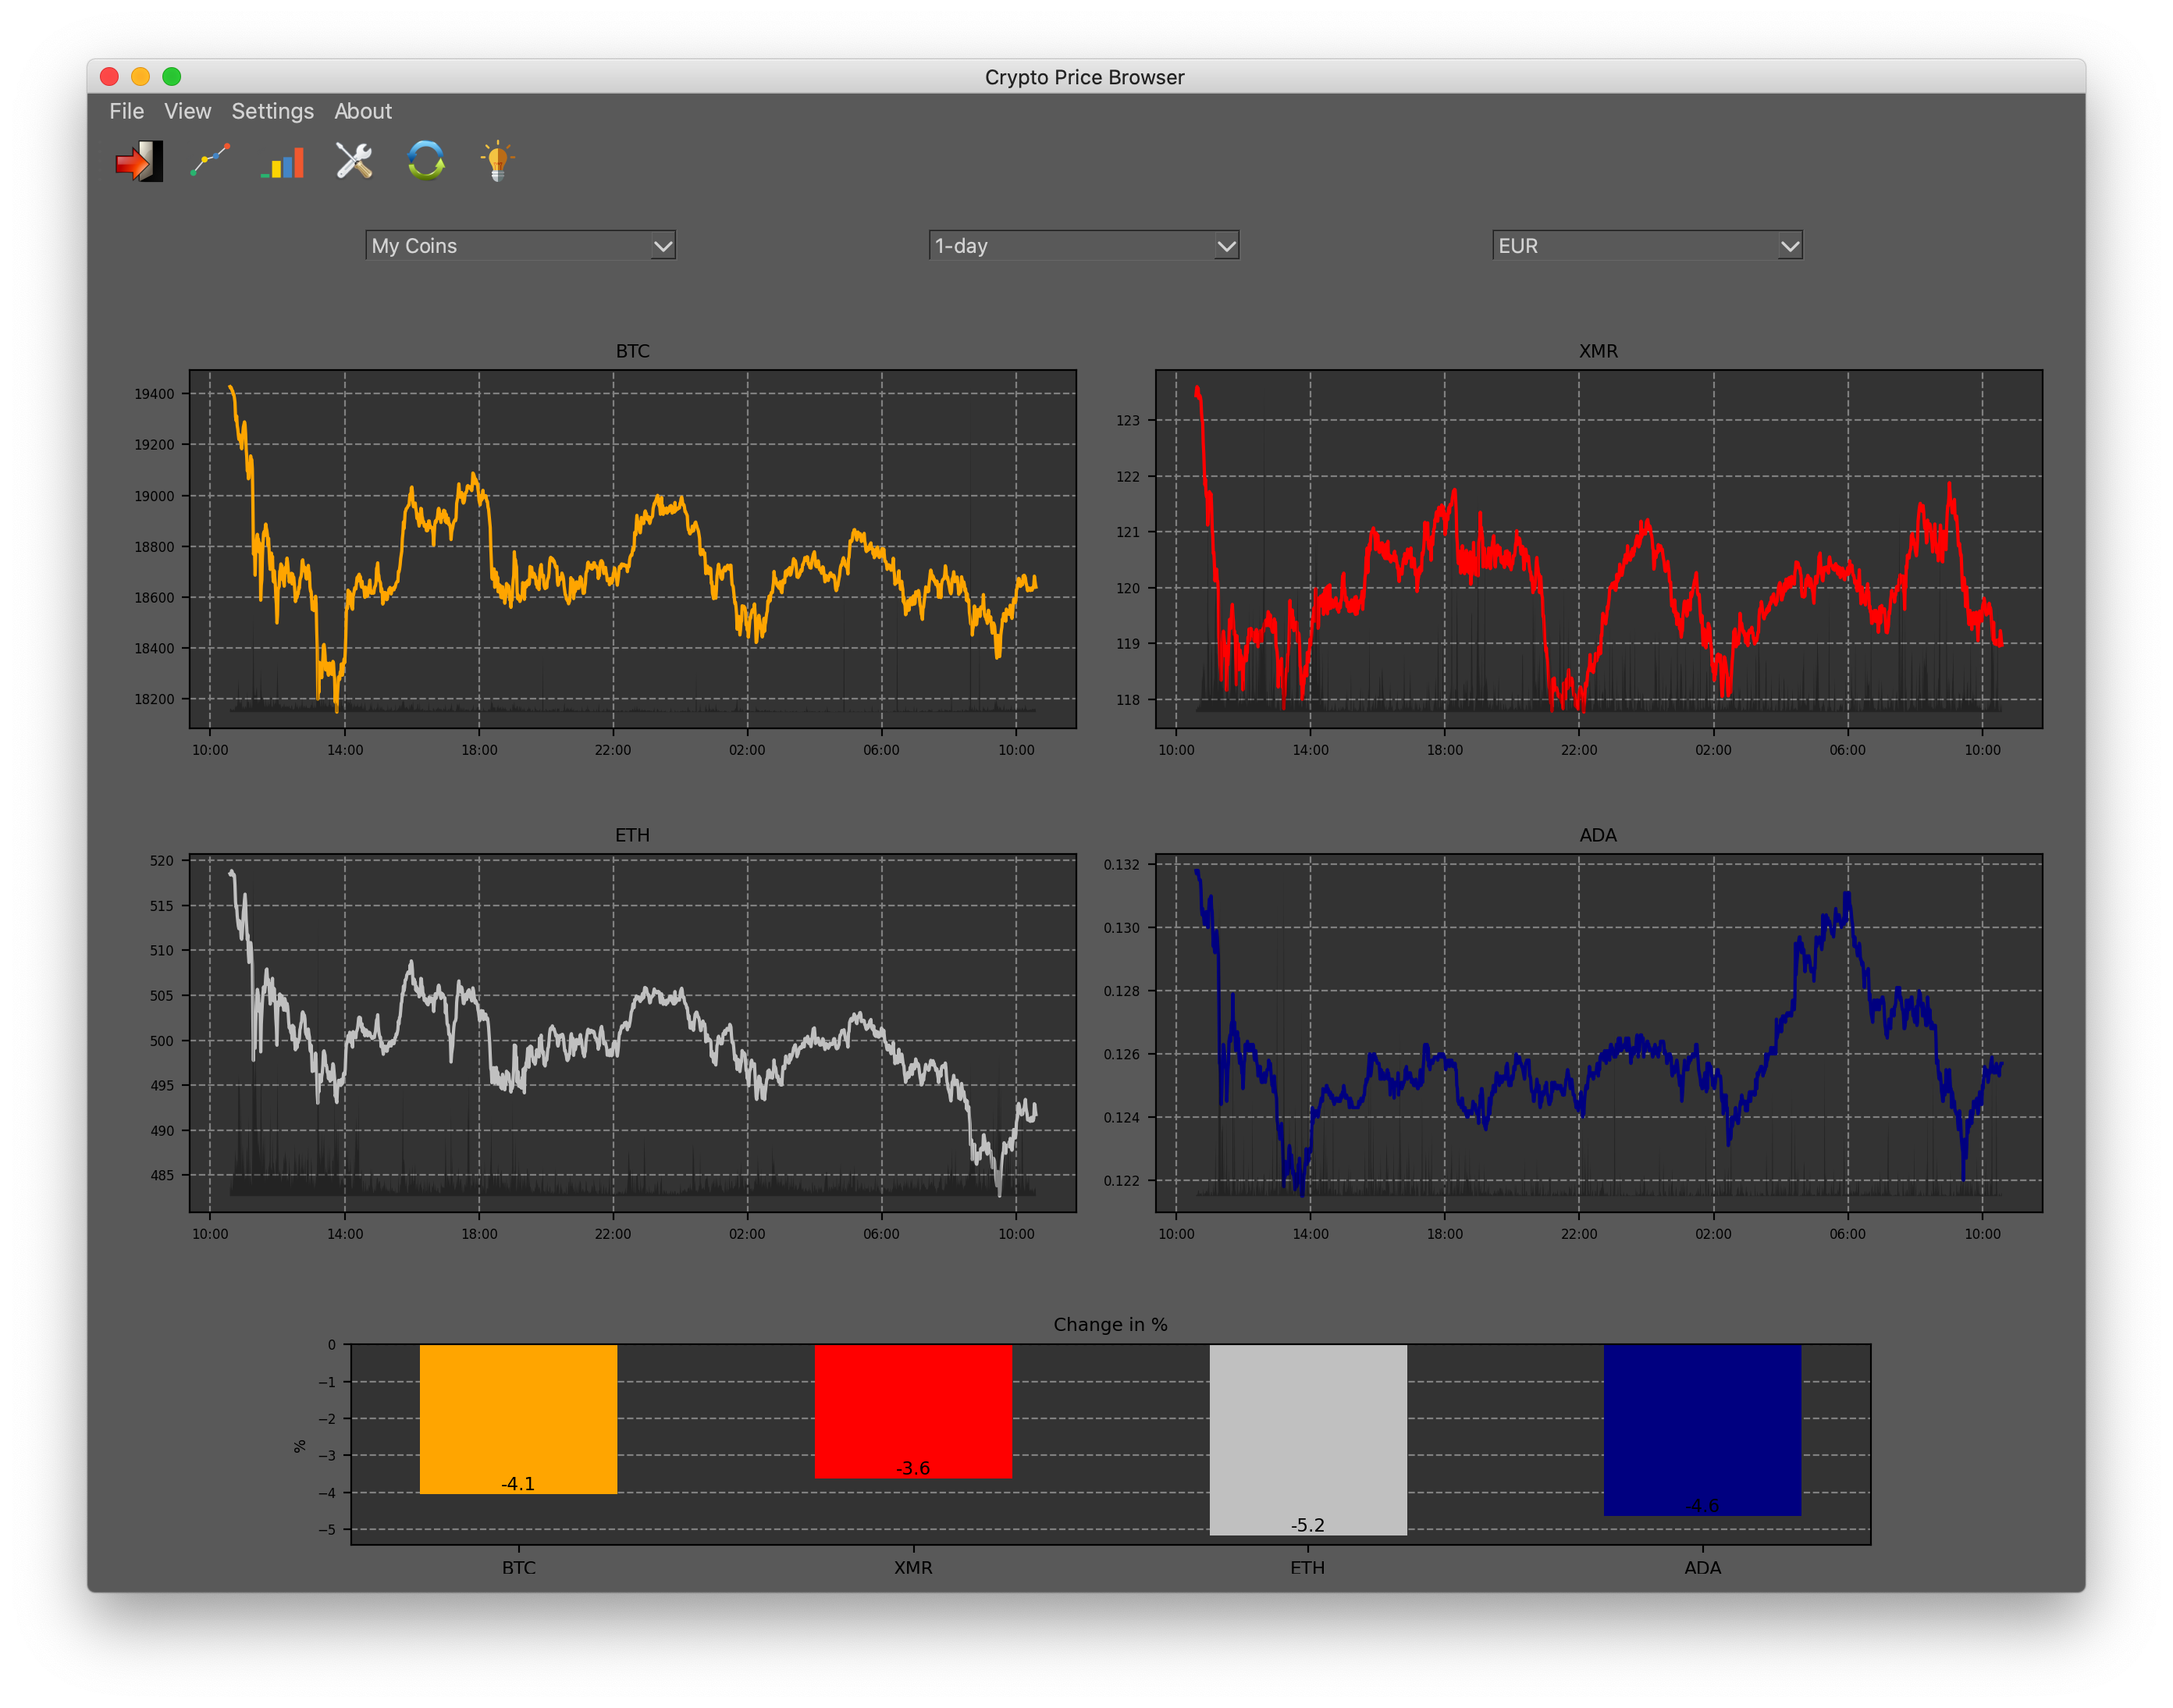 Crypto Price Browser
File View Settings About
My Coins 1-day EUR
BTC
19400
19200
19000
18800
18600
18400
18200
10:00 14:00 18:00 22:00 02:00 06:00 10:00
XMR
123
122
121
120
119
118
10:00 14:00 18:00 22:00 02:00 06:00 10:00
ETH
520
515
510
505
500
495
490
485
10:00 14:00 18:00 22:00 02:00 06:00 10:00
ADA
0.132
0.130
0.128
0.126
0.124
0.122
10:00 14:00 18:00 22:00 02:00 06:00 10:00
Change in %
%
0
−1
−2
−3
−4
−5
-4.1 -3.6 -5.2 -4.6
BTC XMR ETH ADA